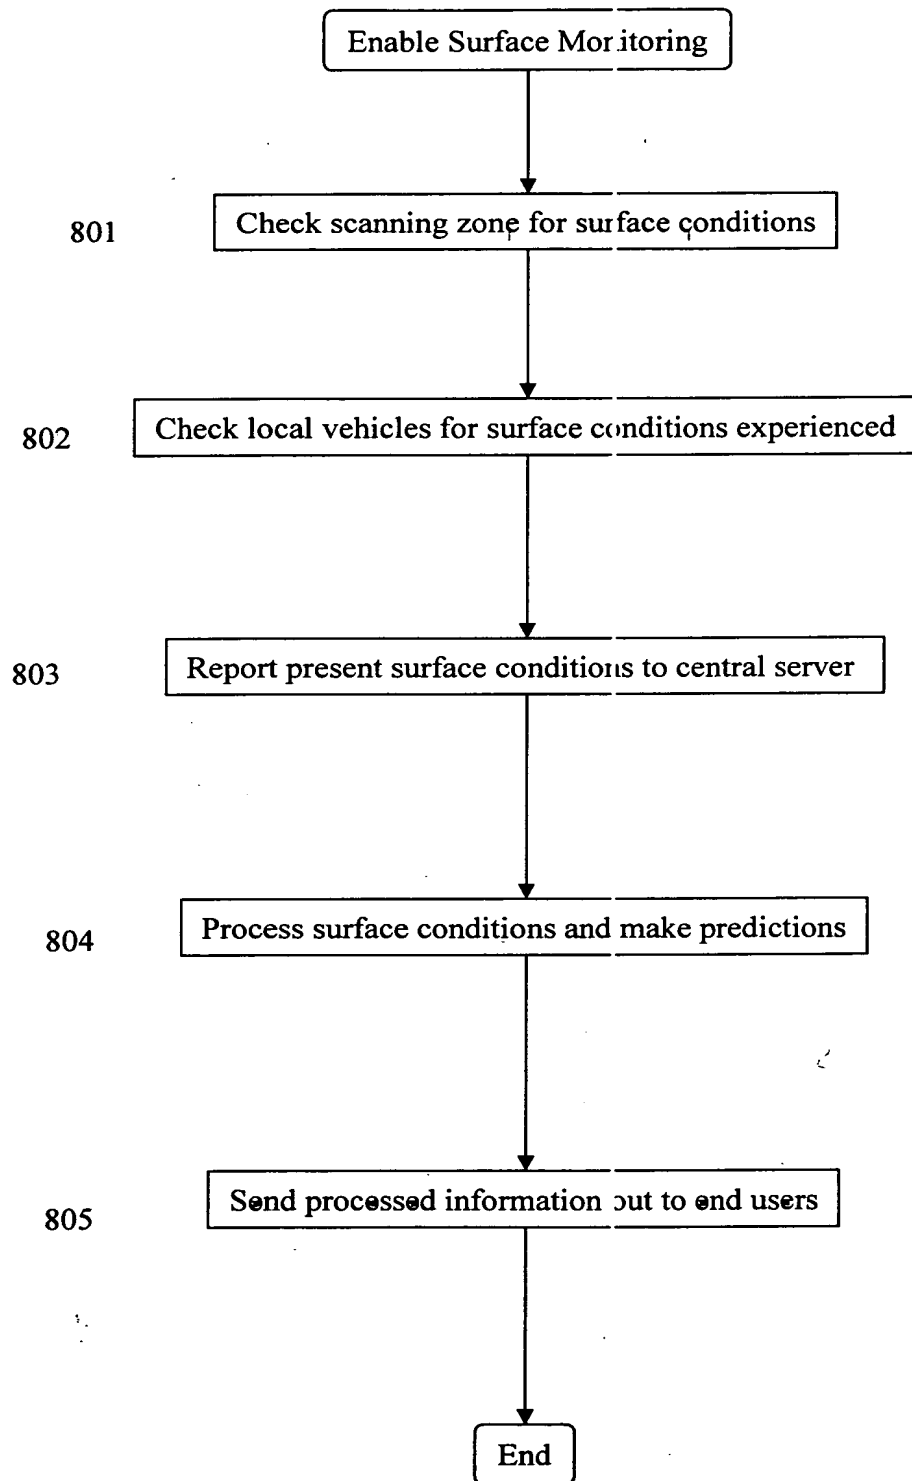 Enable Surface Monitoring
801
Check scanning zone for surface conditions
802
Check local vehicles for surface conditions experienced
803
Report present surface conditions to central server
804
Process surface conditions and make predictions
805
Send processed information out to end users
End